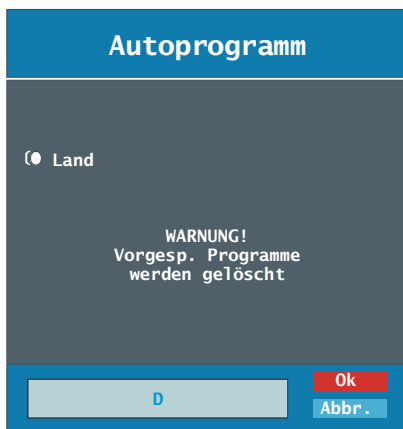 Autoprogramm
Land
WARNUNG!
Vorgesp. Programme
werden gelöscht
D
Ok
Abbr.